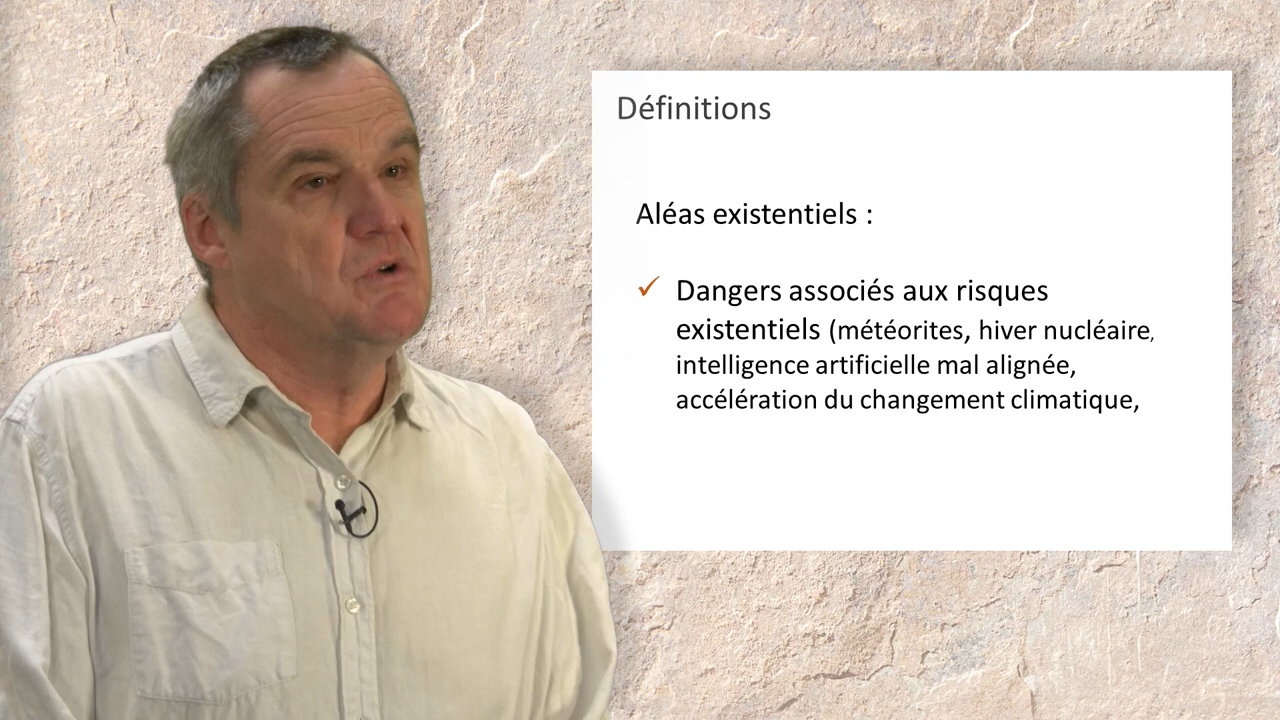 Définitions
Aléas existentiels :
Dangers associés aux risques
existentiels (météorites, hiver nucléaire,
intelligence artificielle mal alignée,
accélération du changement climatique,